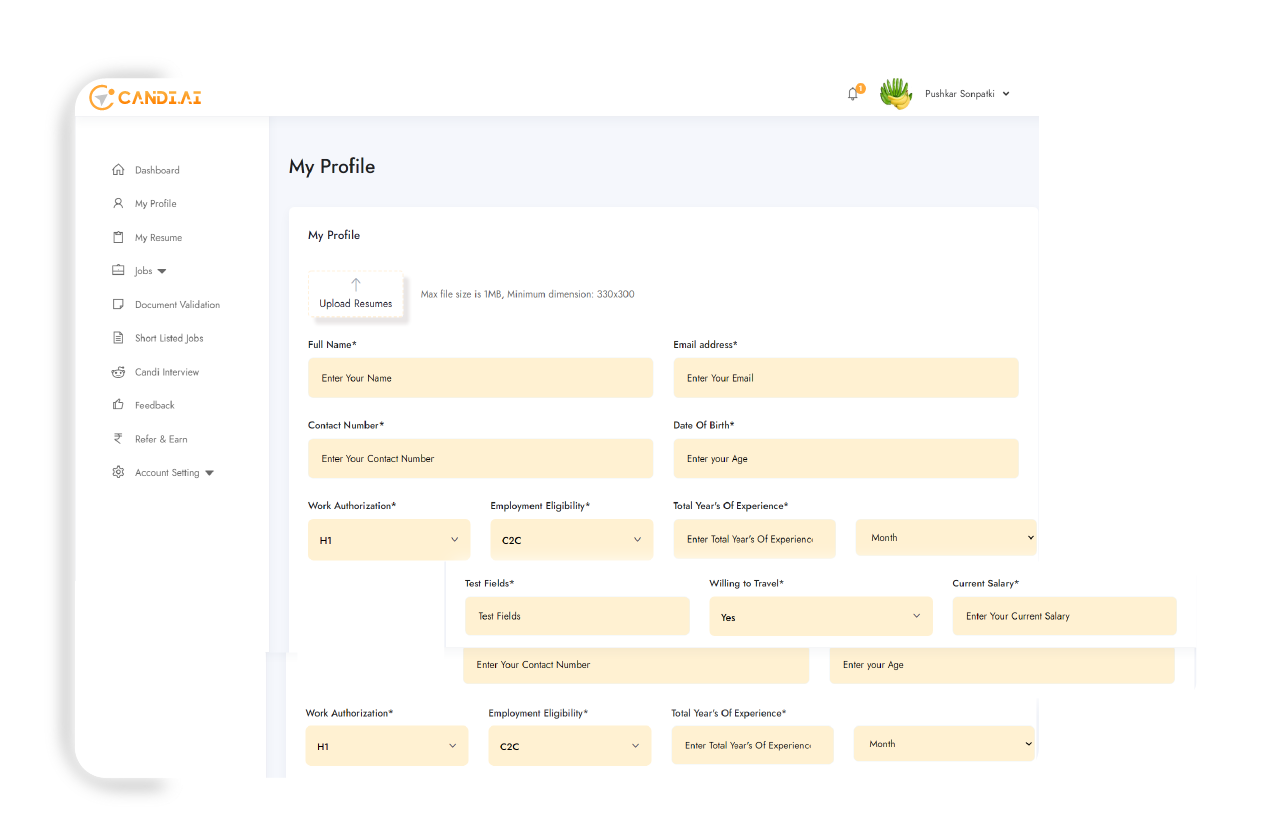 CANDI.AI
1
Pushkar Sonpatki
Dashboard
My Profile
My Resume
Jobs
Document Validation
Short Listed Jobs
Candi Interview
Feedback
Refer & Earn
Account Setting
My Profile
My Profile
Upload Resumes
Max file size is 1MB, Minimum dimension: 330x300
Full Name* Email address*
Enter Your Name Enter Your Email
Contact Number* Date Of Birth*
Enter Your Contact Number Enter your Age
Work Authorization* Employment Eligibility* Total Year's Of Experience*
H1 C2C Enter Total Year's Of Experienc Month
Test Fields* Willing to Travel* Current Salary*
Test Fields Yes Enter Your Current Salary
Enter Your Contact Number Enter your Age
Work Authorization* Employment Eligibility* Total Year's Of Experience*
H1 C2C Enter Total Year's Of Experienc Month